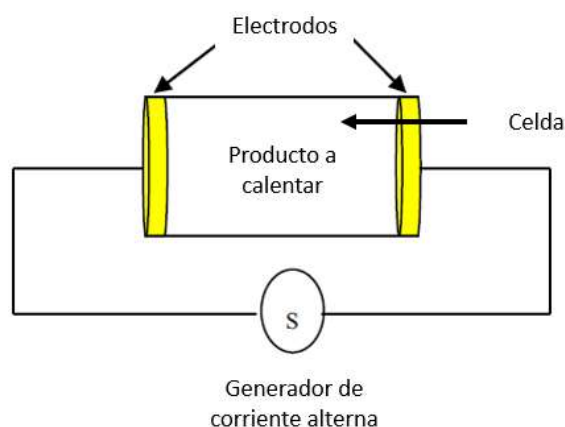 Electrodos
Celda
Producto a
calentar
S
Generador de
corriente alterna